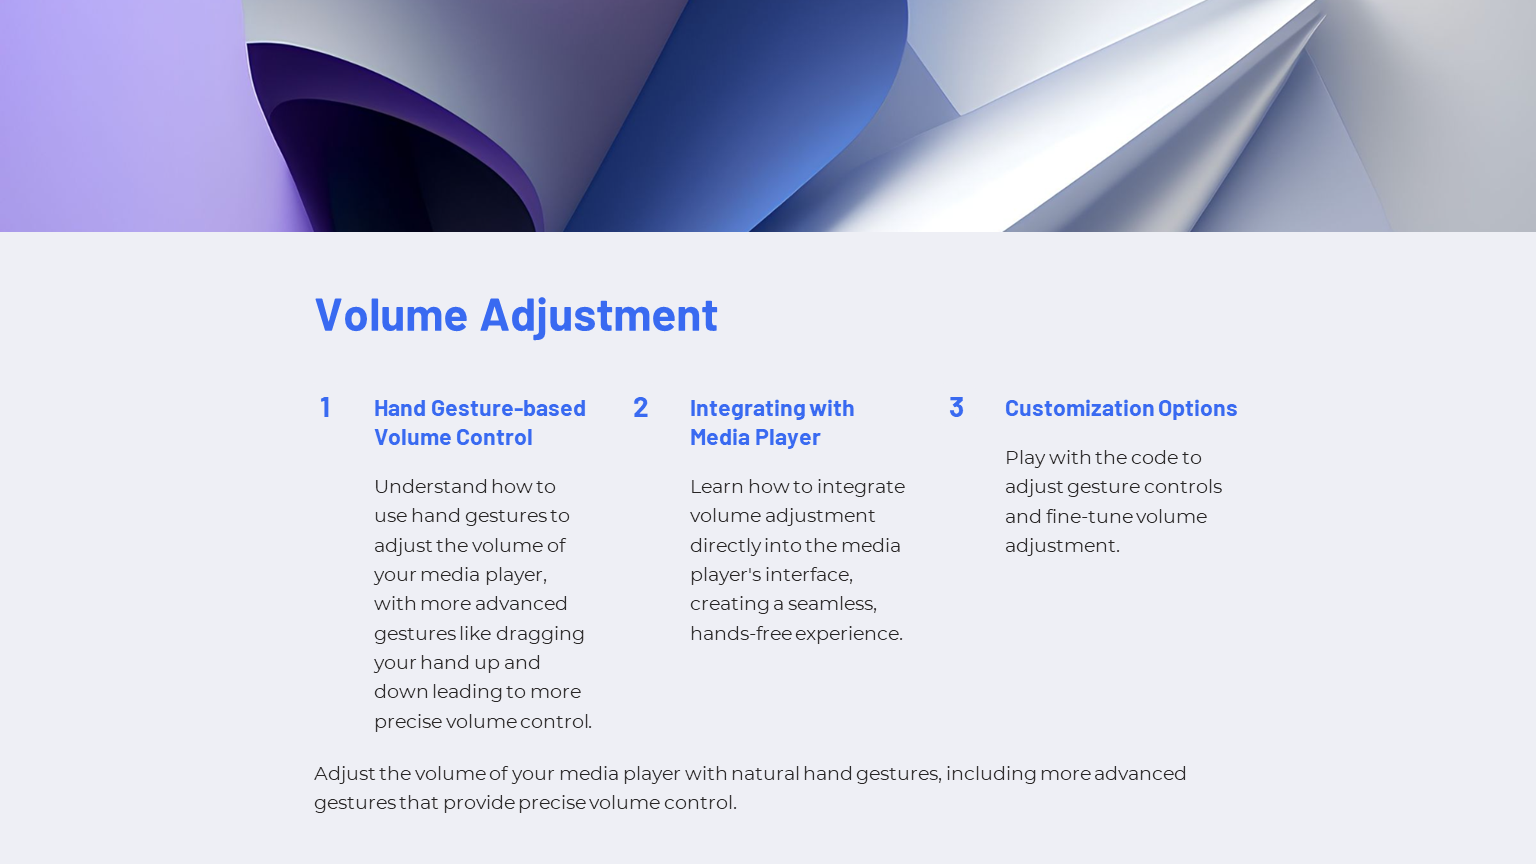 Volume Adjustment
1
Hand Gesture-based
Volume Control
Understand how to
use hand gestures to
adjust the volume of
your media player,
with more advanced
gestures like dragging
your hand up and
down leading to more
precise volume control.
2
Integrating with
Media Player
Learn how to integrate
volume adjustment
directly into the media
player's interface,
creating a seamless,
hands-free experience.
3
Customization Options
Play with the code to
adjust gesture controls
and fine-tune volume
adjustment.
Adjust the volume of your media player with natural hand gestures, including more advanced
gestures that provide precise volume control.